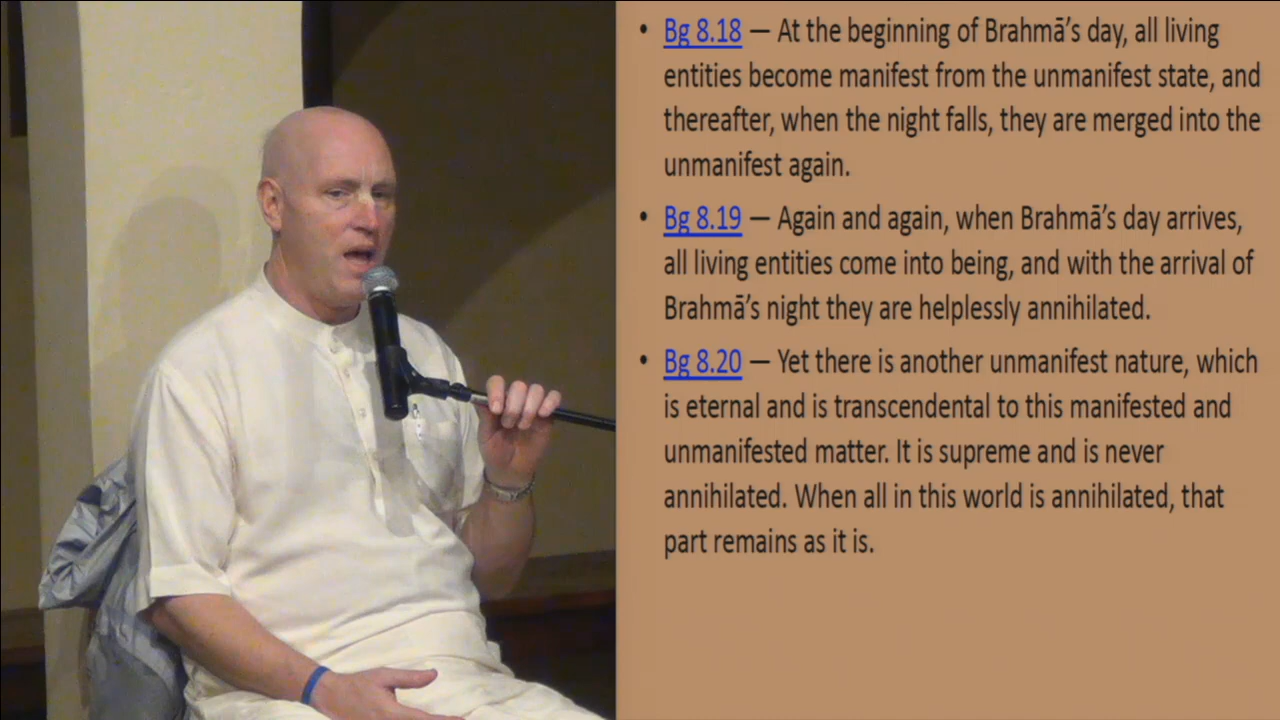 • Bg 8.18 — At the beginning of Brahmā’s day, all living
entities become manifest from the unmanifest state, and
thereafter, when the night falls, they are merged into the
unmanifest again.
• Bg 8.19 — Again and again, when Brahmā’s day arrives,
all living entities come into being, and with the arrival of
Brahmā’s night they are helplessly annihilated.
• Bg 8.20 — Yet there is another unmanifest nature, which
is eternal and is transcendental to this manifested and
unmanifested matter. It is supreme and is never
annihilated. When all in this world is annihilated, that
part remains as it is.